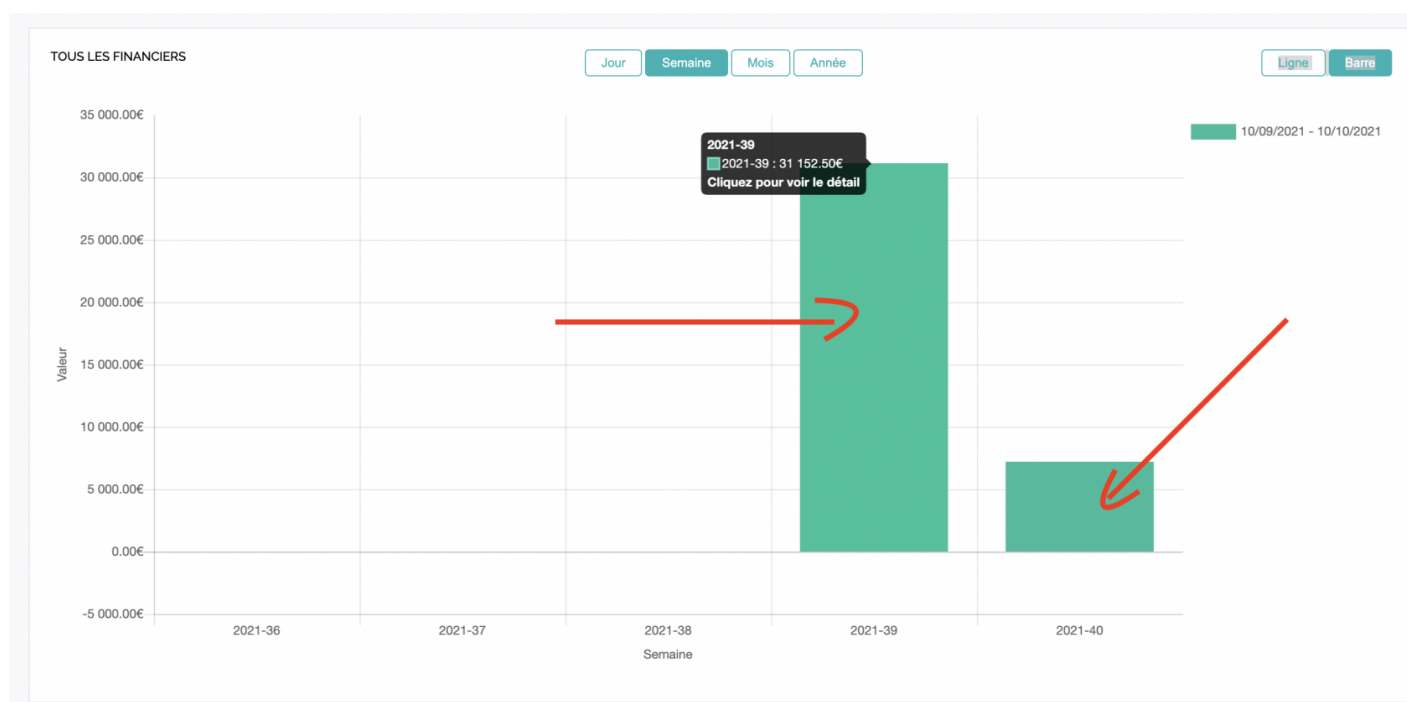 TOUS LES FINANCIERS
Jour Semaine Mois Année
Ligne Barre
10/09/2021 - 10/10/2021
35 000.00€
30 000.00€
25 000.00€
20 000.00€
15 000.00€
10 000.00€
5 000.00€
0.00€
-5 000.00€
Valeur
2021-39
2021-39 : 31 152.50€
Cliquez pour voir le détail
2021-36 2021-37 2021-38 2021-39 2021-40
Semaine